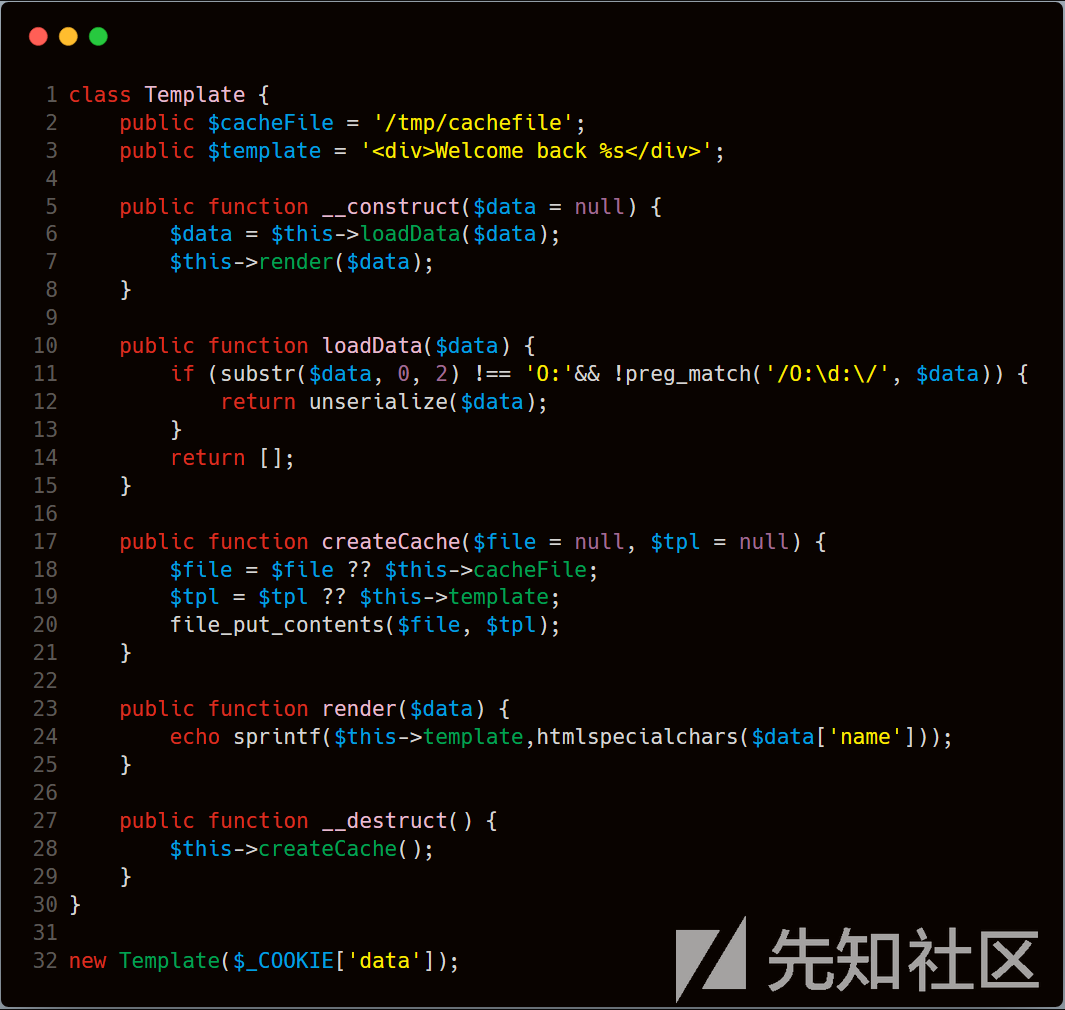 1 class Template {
2     public $cacheFile = '/tmp/cachefile';
3     public $template = '<div>Welcome back %s</div>';
4
5     public function __construct($data = null) {
6         $data = $this->loadData($data);
7         $this->render($data);
8     }
9
10     public function loadData($data) {
11         if (substr($data, 0, 2) !== 'O:'&& !preg_match('/O:\d:\/', $data)) {
12             return unserialize($data);
13         }
14         return [];
15     }
16
17     public function createCache($file = null, $tpl = null) {
18         $file = $file ?? $this->cacheFile;
19         $tpl = $tpl ?? $this->template;
20         file_put_contents($file, $tpl);
21     }
22
23     public function render($data) {
24         echo sprintf($this->template,htmlspecialchars($data['name']));
25     }
26
27     public function __destruct() {
28         $this->createCache();
29     }
30 }
31
32 new Template($_COOKIE['data']);
先知社区